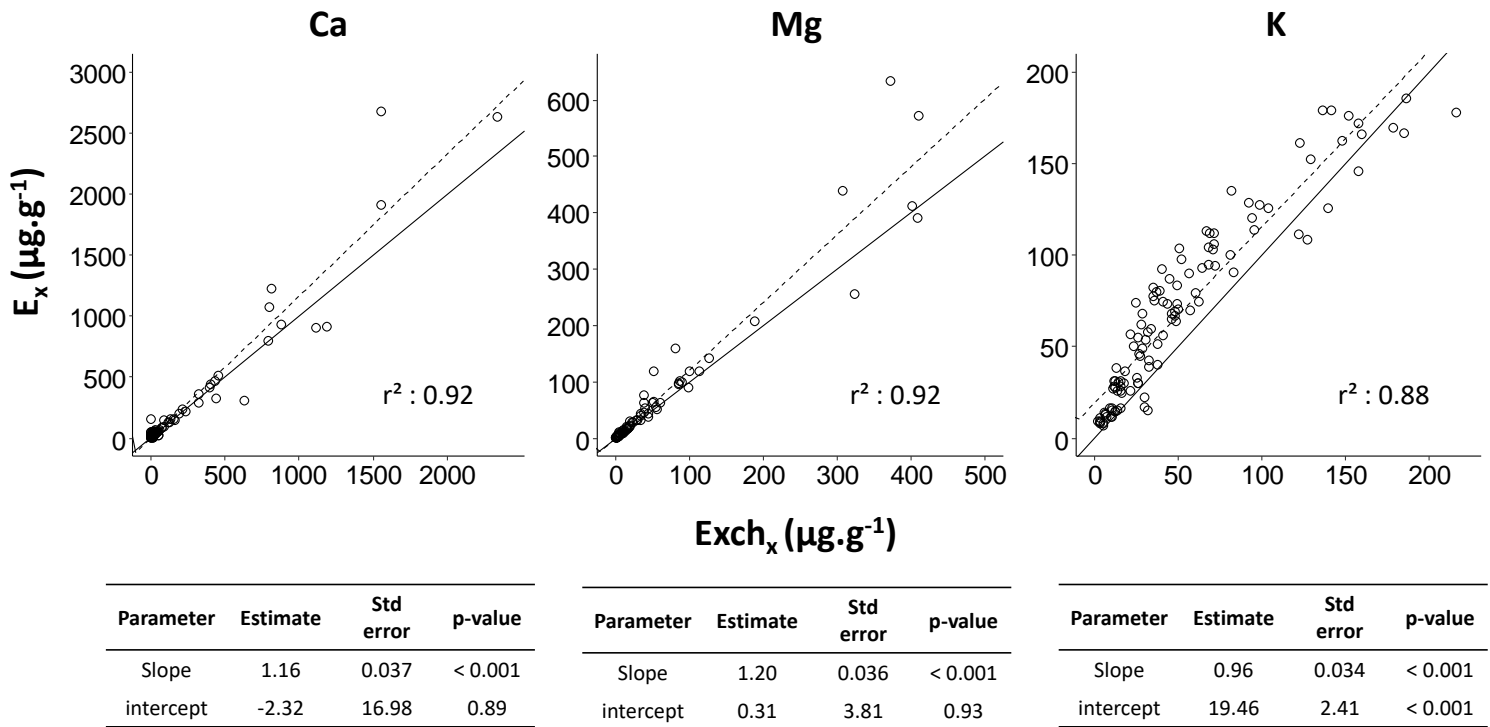 Ca
Mg
K
3000
2500
2000
1500
1000
500
0
0 500 1000 1500 2000
r² : 0.92
600
500
400
300
200
100
0
0 100 200 300 400 500
r² : 0.92
200
150
100
50
0
0 50 100 150 200
r² : 0.88
Eₓ (µg.g⁻¹)
Exchₓ (µg.g⁻¹)
Parameter Estimate Std error p-value
Slope 1.16 0.037 < 0.001
intercept -2.32 16.98 0.89
Parameter Estimate Std error p-value
Slope 1.20 0.036 < 0.001
intercept 0.31 3.81 0.93
Parameter Estimate Std error p-value
Slope 0.96 0.034 < 0.001
intercept 19.46 2.41 < 0.001